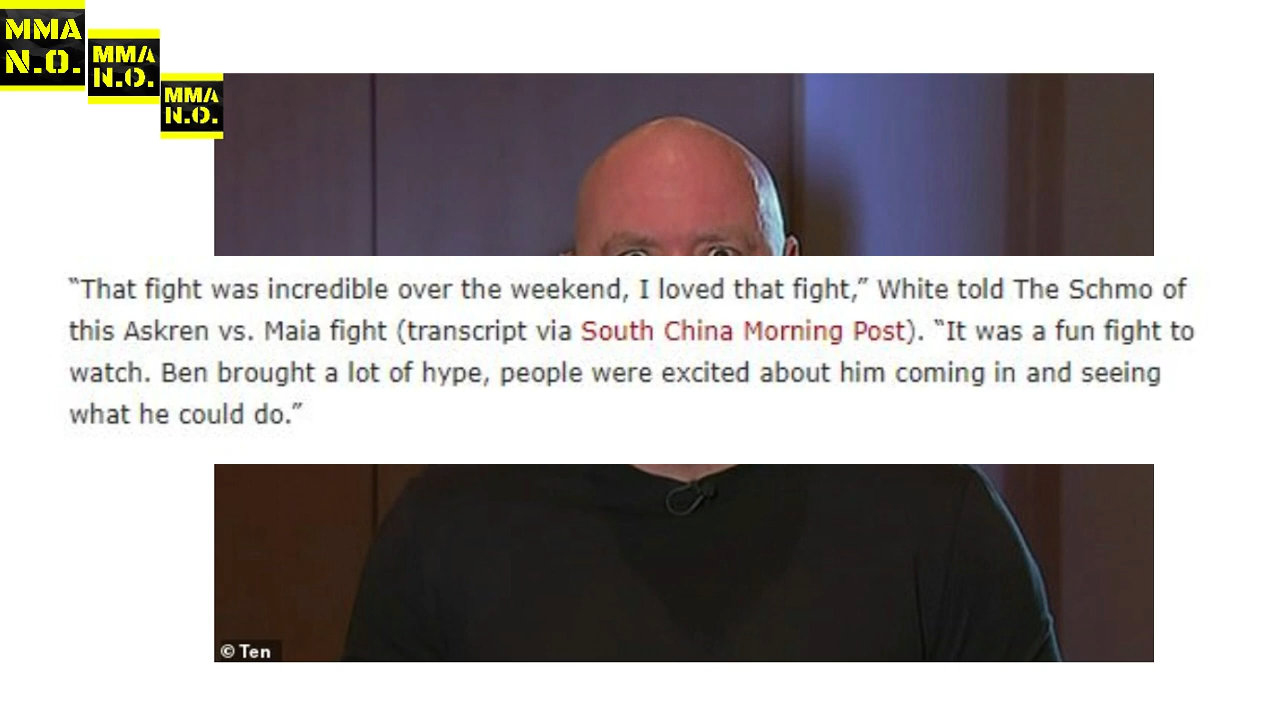 MMA
N.O.
MMA
N.O.
MMA
N.O.
“That fight was incredible over the weekend, I loved that fight,” White told The Schmo of
this Askren vs. Maia fight (transcript via South China Morning Post). “It was a fun fight to
watch. Ben brought a lot of hype, people were excited about him coming in and seeing
what he could do.”
© Ten